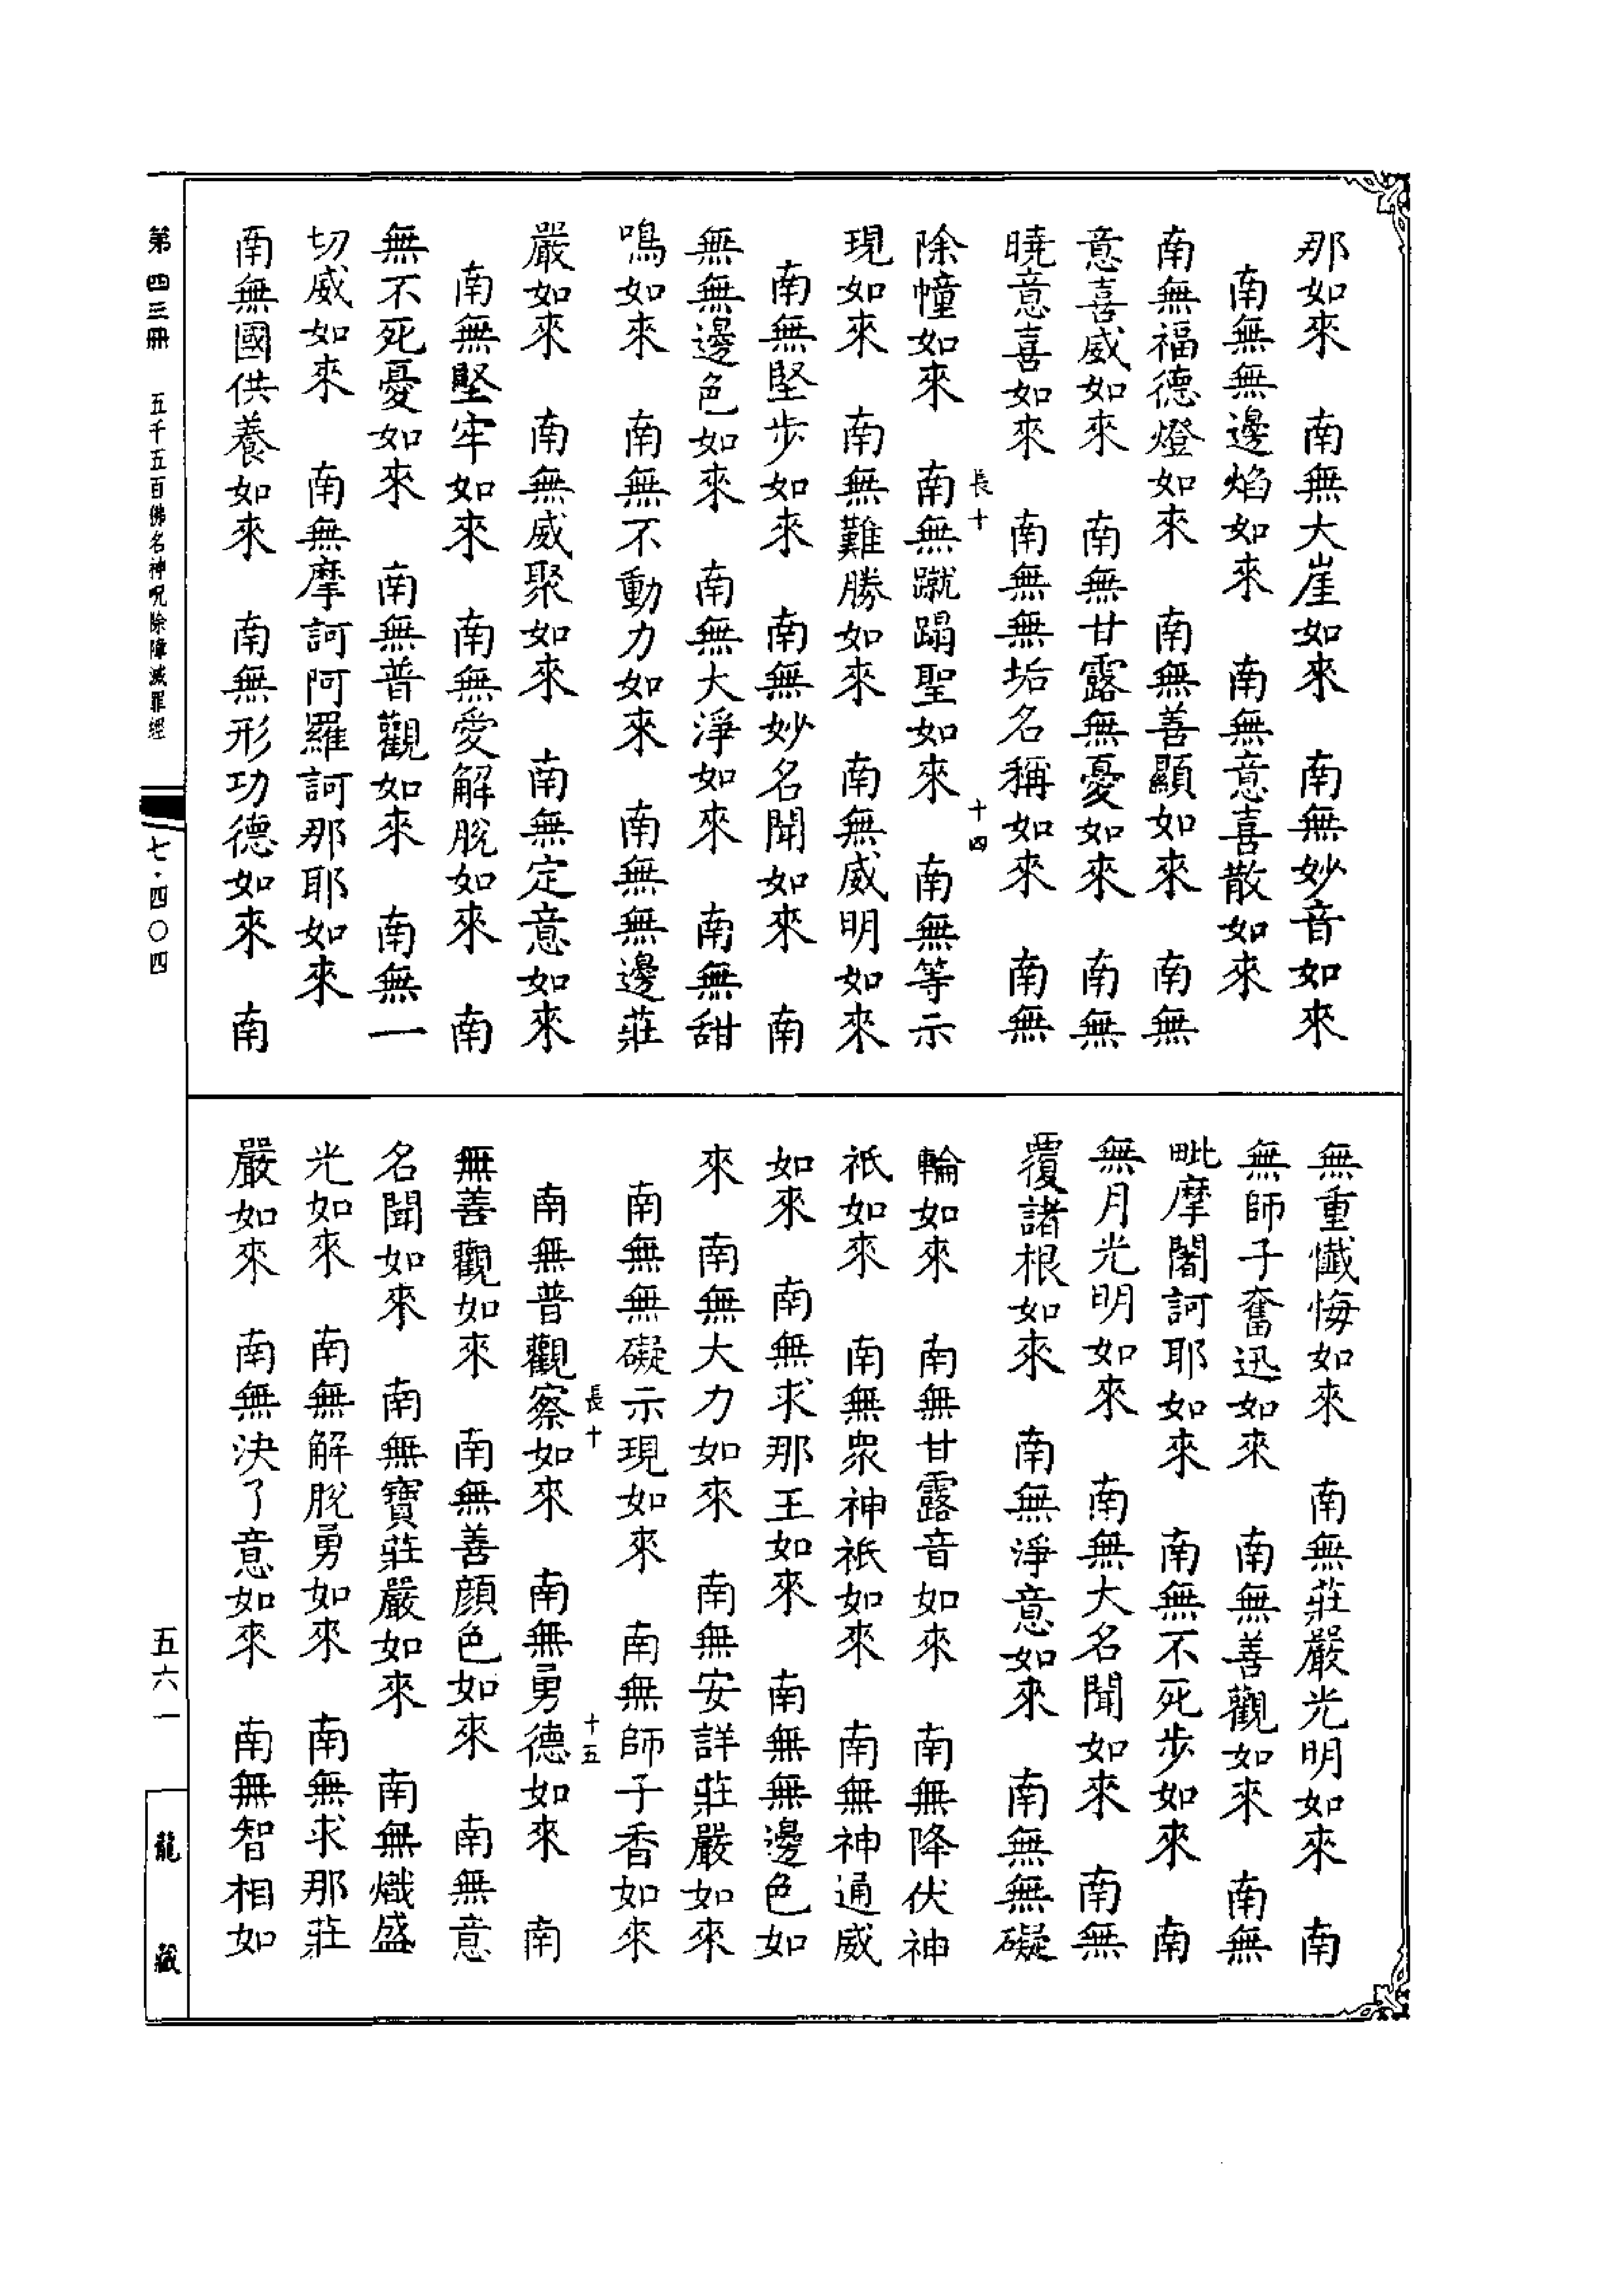 那如來　南無大崖如來　南無妙音如來
南無無邊焰如來　南無意喜散如來
南無福德燈如來　南無善顯如來　南無
意喜威如來　南無甘露無憂如來　南無
曉意喜如來　南無無垢名稱如來　南無
長十　十四
除幢如來　南無蹴蹋聖如來　南無等示
現如來　南無難勝如來　南無威明如來
南無堅步如來　南無妙名聞如來　南
無無邊色如來　南無大淨如來　南無甜
鳴如來　南無不動力如來　南無無邊莊
嚴如來　南無威聚如來　南無定意如來
南無堅牢如來　南無愛解脫如來　南
無不死憂如來　南無普觀如來　南無一
切威如來　南無摩訶阿羅訶那耶如來
南無國供養如來　南無形功德如來　南
無重懺悔如來　南無莊嚴光明如來　南
無師子奮迅如來　南無善觀如來　南無
毗摩闍訶耶如來　南無不死步如來　南
無月光明如來　南無大名聞如來　南無
覆諸根如來　南無淨意如來　南無無礙
輪如來　南無甘露音如來　南無降伏神
祇如來　南無眾神祇如來　南無神通威
如來　南無求那王如來　南無無邊色如
來　南無大力如來　南無安詳莊嚴如來
南無無礙示現如來　南無師子香如來
長十　十五
南無普觀察如來　南無勇德如來　南
無善觀如來　南無善顔色如來　南無意
名聞如來　南無寶莊嚴如來　南無熾盛
光如來　南無解脫勇如來　南無求那莊
嚴如來　南無決了意如來　南無智相如
第四三冊　五千五百佛名神呪除障滅罪經
七·四〇四
五六一
龍藏